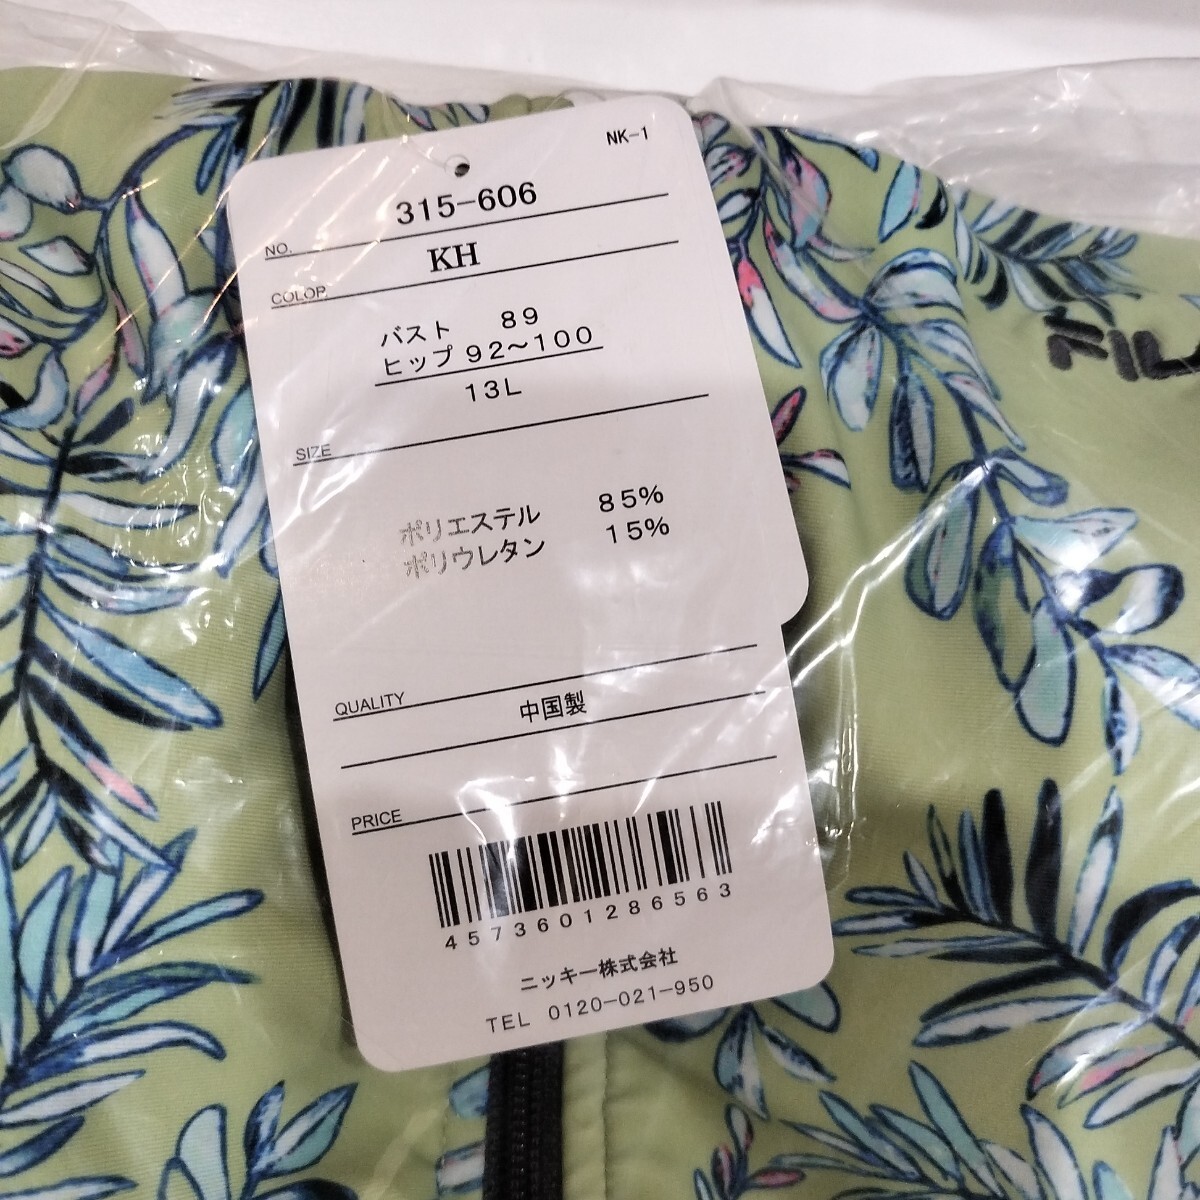 NK-1
315-606
NO.
KH
COLOR
バスト 89
ヒップ 92～100
13L
SIZE
ポリエステル 85%
ポリウレタン 15%
QUALITY
中国製
PRICE
4573601286563
ニッキー株式会社
TEL 0120-021-950
FILA